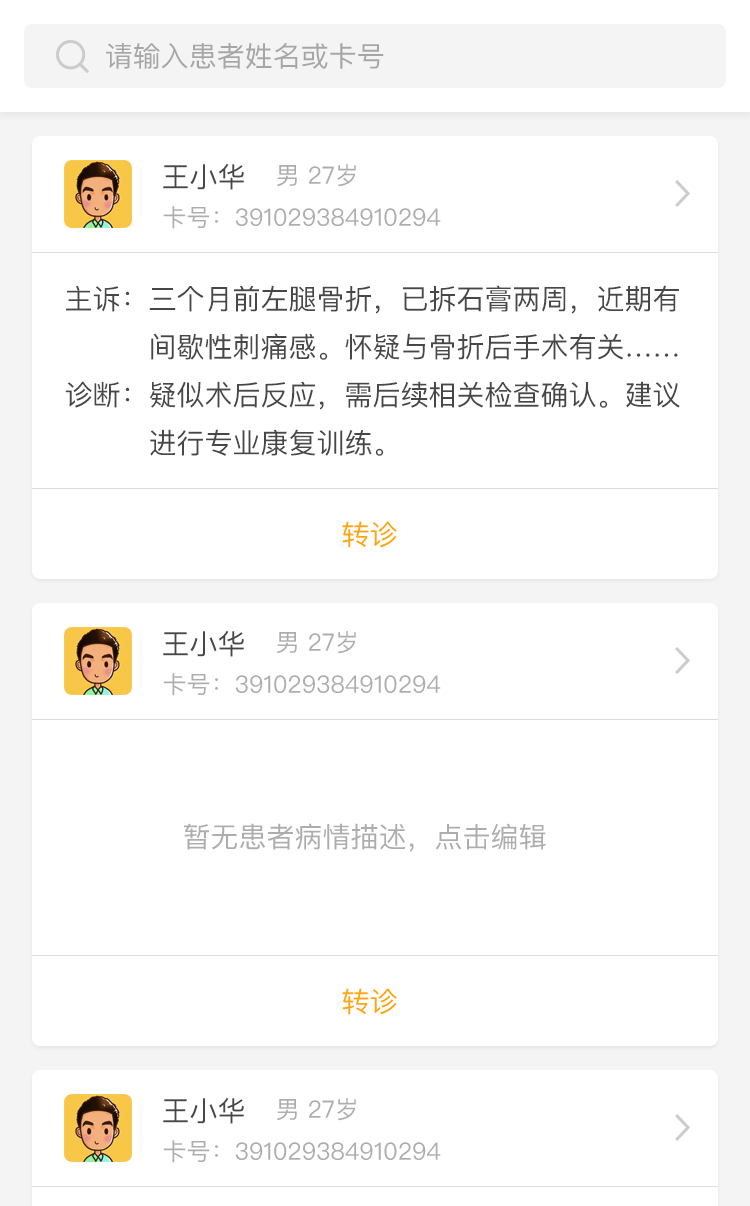 请输入患者姓名或卡号
王小华 男 27岁
卡号：391029384910294
主诉：三个月前左腿骨折，已拆石膏两周，近期有
间歇性刺痛感。怀疑与骨折后手术有关……
诊断：疑似术后反应，需后续相关检查确认。建议
进行专业康复训练。
转诊
王小华 男 27岁
卡号：391029384910294
暂无患者病情描述，点击编辑
转诊
王小华 男 27岁
卡号：391029384910294